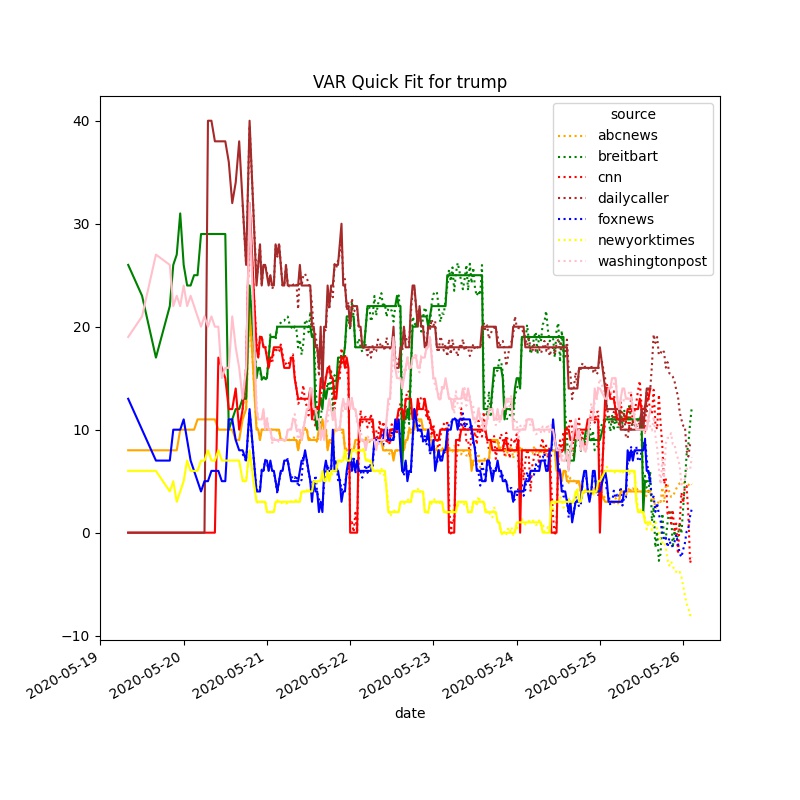 VAR Quick Fit for trump
source
abcnews
breitbart
cnn
dailycaller
foxnews
newyorktimes
washingtonpost
40
30
20
10
0
−10
2020-05-19
2020-05-20
2020-05-21
2020-05-22
2020-05-23
2020-05-24
2020-05-25
2020-05-26
date